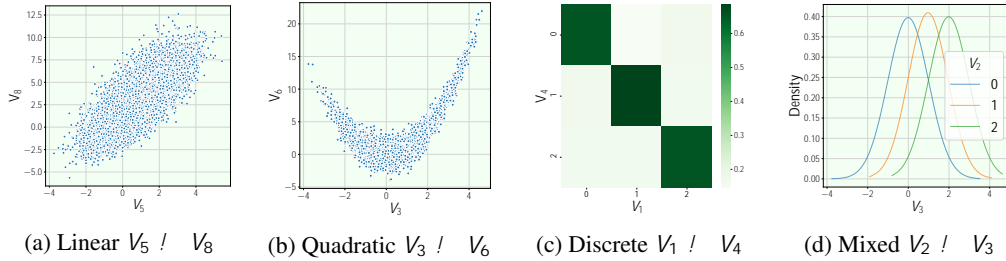 12.5
10.0
7.5
5.0
2.5
0.0
−2.5
−5.0
V8
−4 −2 0 2 4
V5
20
15
10
5
0
−5
V6
−4 −2 0 2 4
V3
0
1
2
V4
0 1 2
V1
0.7
0.6
0.5
0.4
0.3
0.2
0.40
0.35
0.30
0.25
0.20
0.15
0.10
0.05
0.00
Density
V2
0
1
2
−4 −2 0 2 4
V3
(a) Linear V5 ! V8
(b) Quadratic V3 ! V6
(c) Discrete V1 ! V4
(d) Mixed V2 ! V3